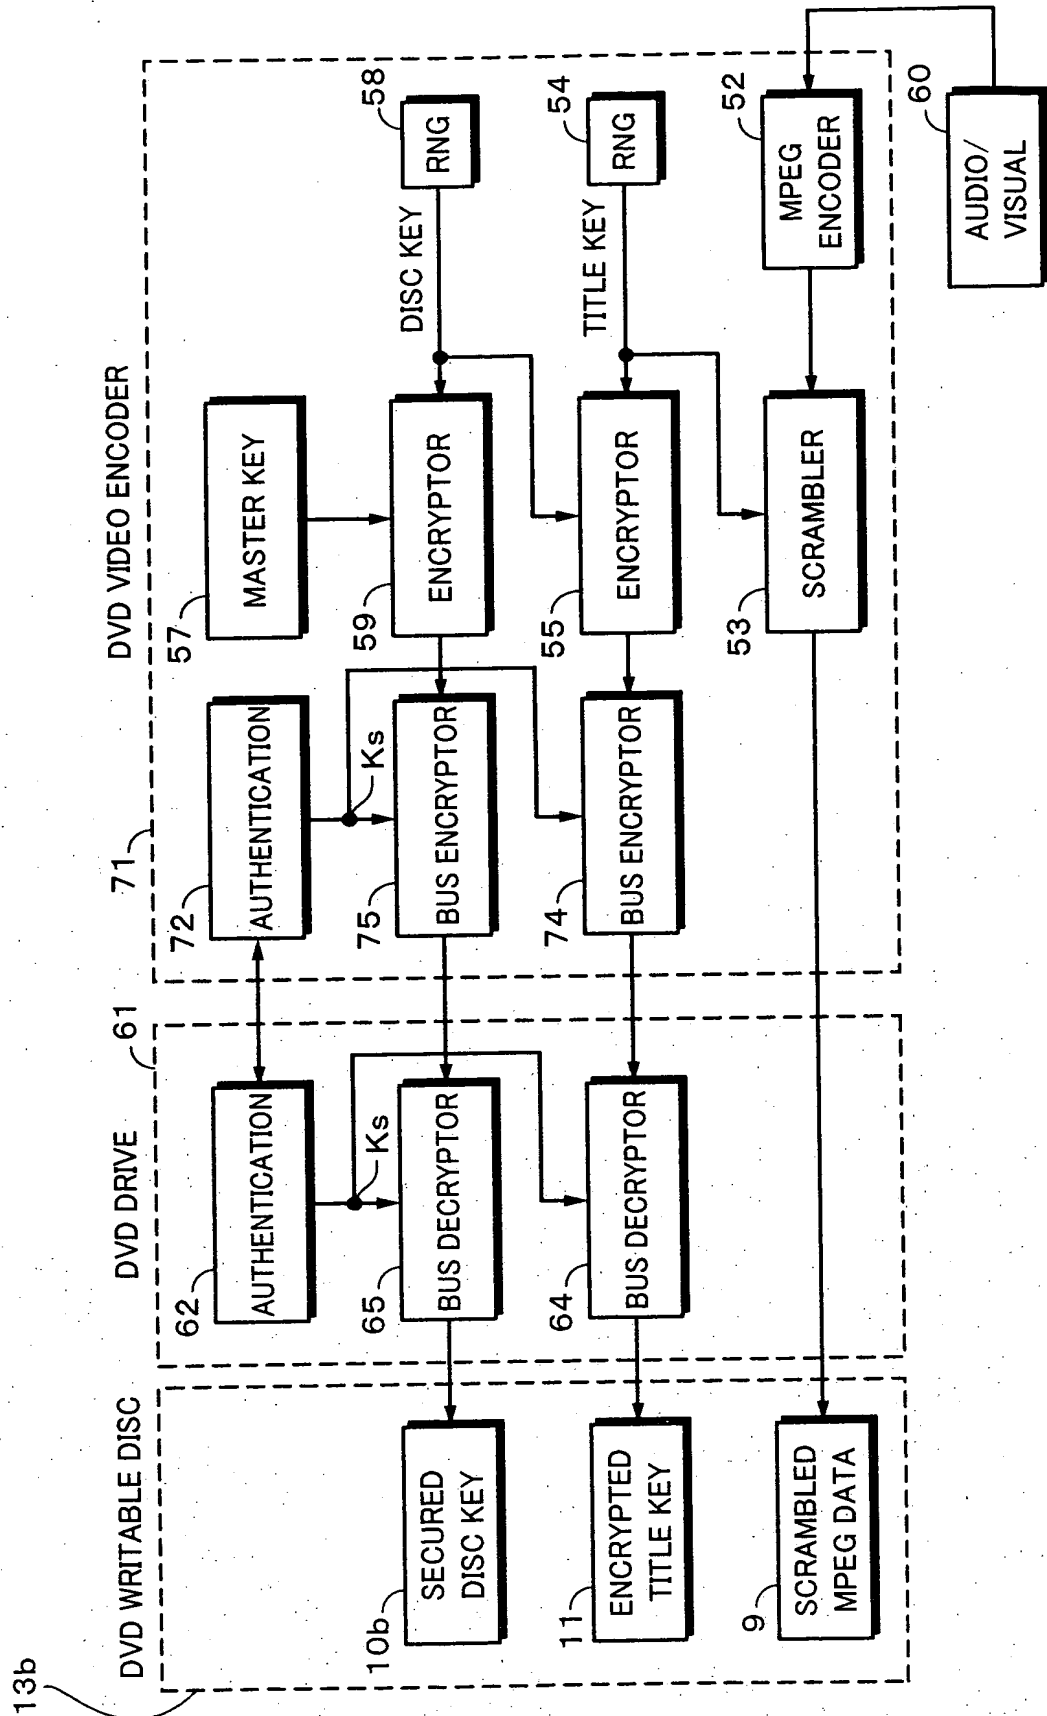 13b
DVD WRITABLE DISC
DVD DRIVE
61
71
DVD VIDEO ENCODER
62
AUTHENTICATION
72
AUTHENTICATION
57
MASTER KEY
Ks
Ks
10b
SECURED
DISC KEY
65
BUS DECRYPTOR
75
BUS ENCRYPTOR
59
ENCRYPTOR
DISC KEY
58
RNG
11
ENCRYPTED
TITLE KEY
64
BUS DECRYPTOR
74
BUS ENCRYPTOR
55
ENCRYPTOR
TITLE KEY
54
RNG
9
SCRAMBLED
MPEG DATA
53
SCRAMBLER
52
MPEG
ENCODER
60
AUDIO/
VISUAL